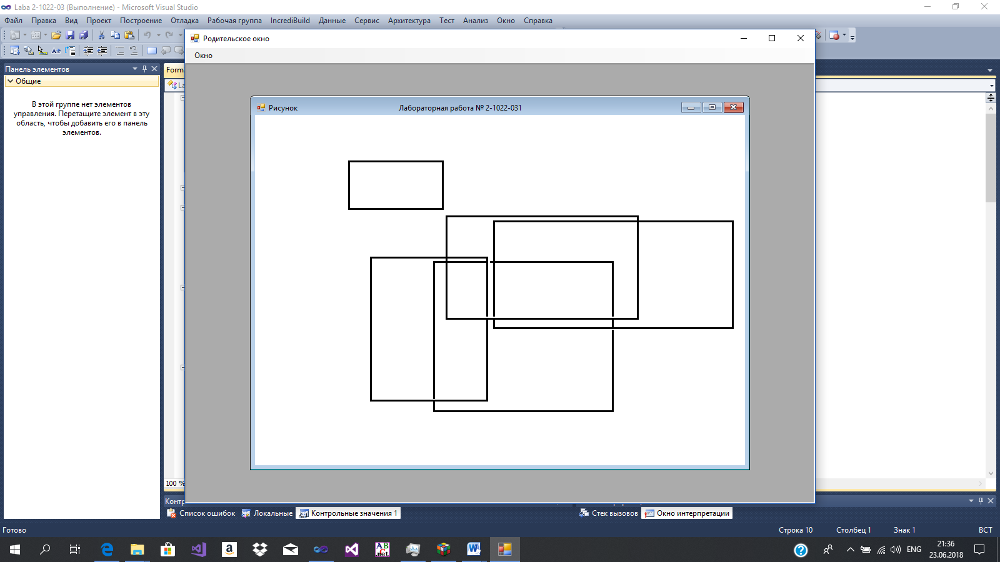 Laba 2-1022-03 (Выполнение) - Microsoft Visual Studio
Файл Правка Вид Проект Построение Отладка Рабочая группа IncrediBuild Данные Сервис Архитектура Тест Анализ Окно Справка
Родительское окно
Окно
Панель элементов
Form
Общие
La
В этой группе нет элементов
управления. Перетащите элемент в эту
область, чтобы добавить его в панель
элементов.
Рисунок Лабораторная работа № 2-1022-031
100 %
Контр
Список ошибок Локальные Контрольные значения 1 Стек вызовов Окно интерпретации
Готово Строка 10 Столбец 1 Знак 1 ВСТ
ABC
.net
ENG
21:36
23.06.2018